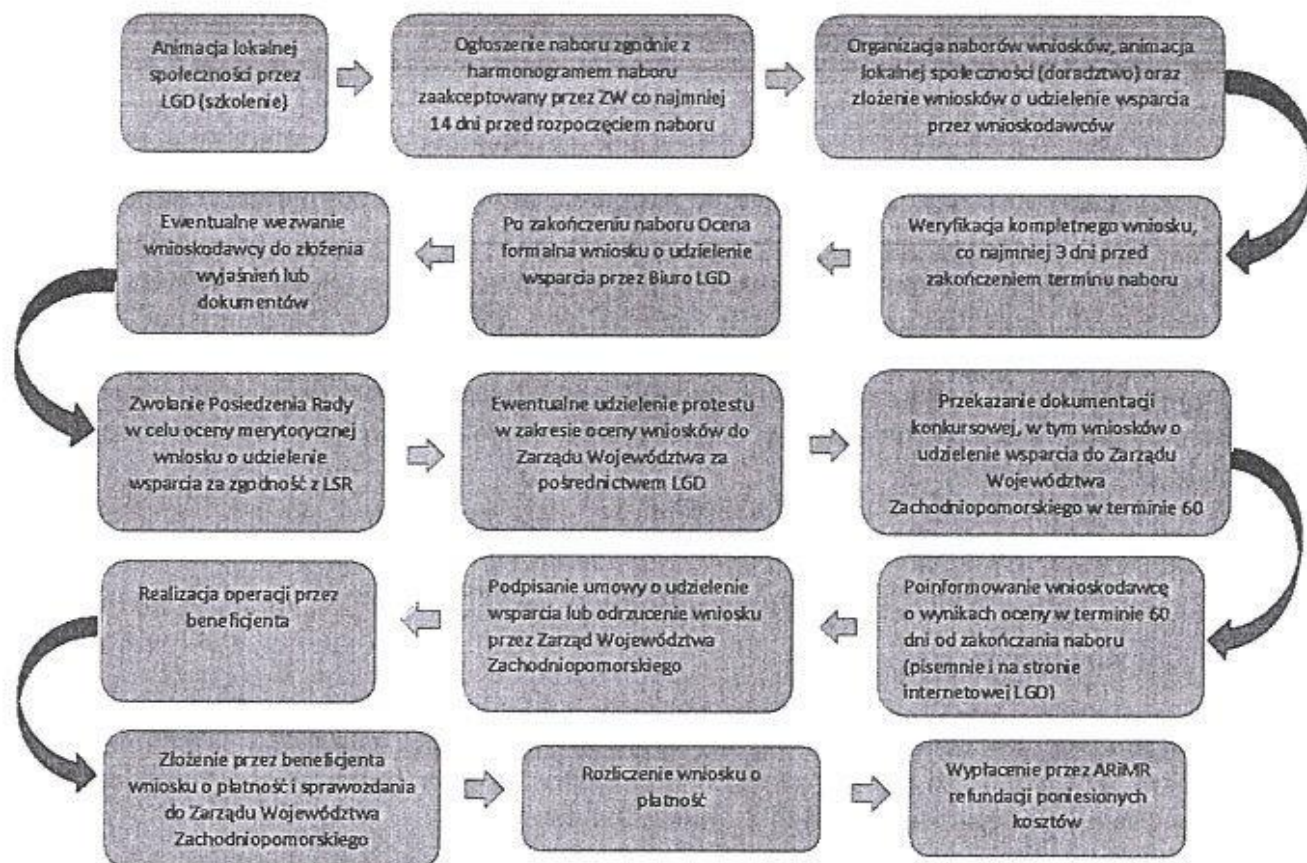 Animacja lokalnej
społeczności przez
LGD (szkolenie)
Ogłoszenie naboru zgodnie z
harmonogramem naboru
zaakceptowany przez ZW co najmniej
14 dni przed rozpoczęciem naboru
Organizacja naborów wniosków, animacja
lokalnej społeczności (doradztwo) oraz
złożenie wniosków o udzielenie wsparcia
przez wnioskodawców
Weryfikacja kompletnego wniosku,
co najmniej 3 dni przed
zakończeniem terminu naboru
Po zakończeniu naboru Ocena
formalna wniosku o udzielenie
wsparcia przez Biuro LGD
Ewentualne wezwanie
wnioskodawcy do złożenia
wyjaśnień lub
dokumentów
Zwołanie Posiedzenia Rady
w celu oceny merytorycznej
wniosku o udzielenie
wsparcia za zgodność z LSR
Ewentualne udzielenie protestu
w zakresie oceny wniosków do
Zarządu Województwa za
pośrednictwem LGD
Przekazanie dokumentacji
konkursowej, w tym wniosków o
udzielenie wsparcia do Zarządu
Województwa
Zachodniopomorskiego w terminie 60
Poinformowanie wnioskodawcę
o wynikach oceny w terminie 60
dni od zakończania naboru
(pisemnie i na stronie
internetowej LGD)
Podpisanie umowy o udzielenie
wsparcia lub odrzucenie wniosku
przez Zarząd Województwa
Zachodniopomorskiego
Realizacja operacji przez
beneficjenta
Złożenie przez beneficjenta
wniosku o płatność i sprawozdania
do Zarządu Województwa
Zachodniopomorskiego
Rozliczenie wniosku o
płatność
Wypłacenie przez ARiMR
refundacji poniesionych
kosztów